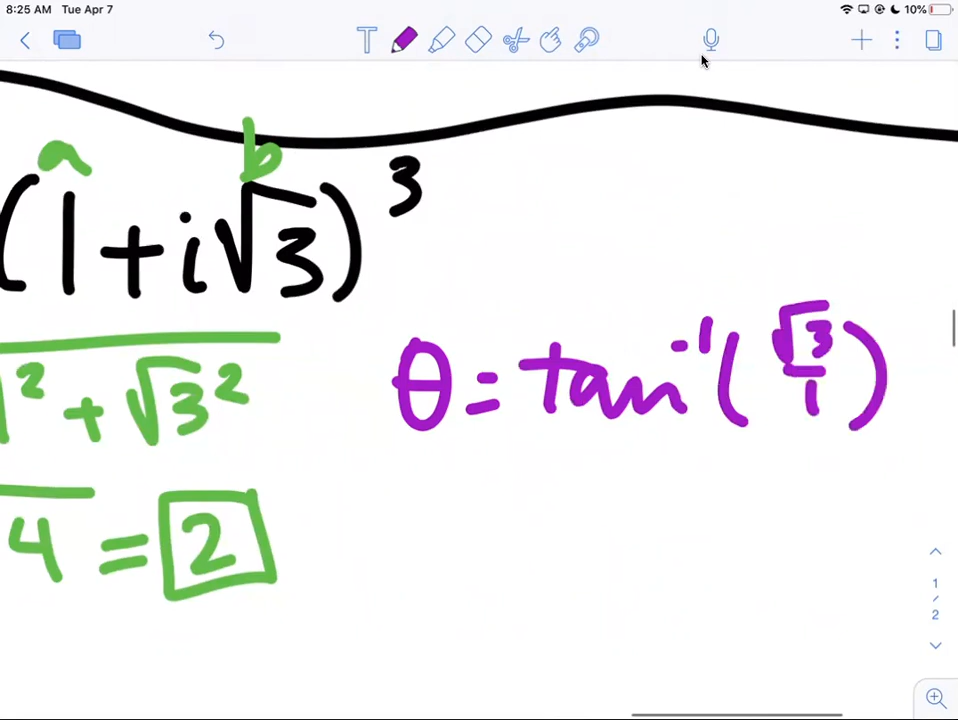 8:25 AM Tue Apr 7 10%
T
a b
(1+i√3)³
θ = tan⁻¹(√3/1)
² + √3²
4 = 2
1
/
2